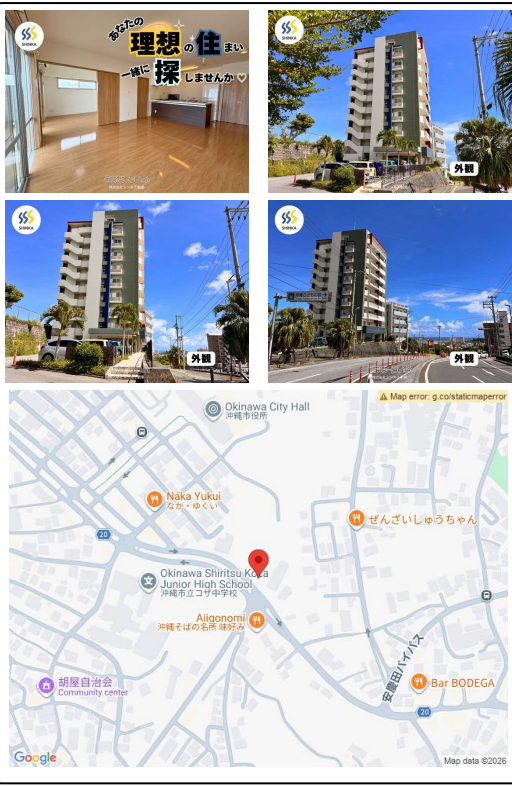 SHINKA
あなたの
理想の住まい
一緒に探しませんか♡
SHINKA
外観
SHINKA
外観
SHINKA
外観
Map error: g.co/staticmaperror
Okinawa City Hall
沖縄市役所
Naka Yukui
なか・ゆくい
ぜんざいしゅうちゃん
20
Okinawa Shiritsu Koza
Junior High School
沖縄市立コザ中学校
Aiigonomi
沖縄そばの名所 味好み
安慶田バイパス
胡屋自治会
Community center
Bar BODEGA
20
Google
Map data ©2026